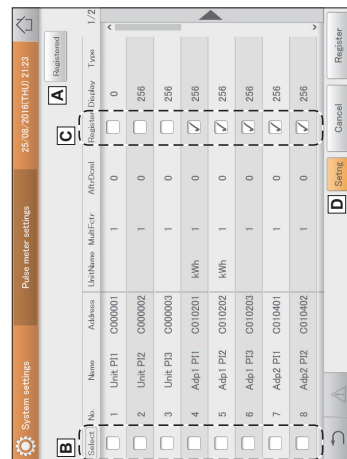 System settings Pulse meter settings 25/08/2016(THU) 21:23
A Registered
B C
Select No. Name Address UnitName MultFctr AftrDcml Register Display Type 1/2
1 Unit PI1 C000001 1 0 0
2 Unit PI2 C000002 1 0 256
3 Unit PI3 C000003 1 0 256
4 Adp1 PI1 C010201 kWh 1 0 256
5 Adp1 PI2 C010202 kWh 1 0 256
6 Adp1 PI3 C010203 1 0 256
7 Adp2 PI1 C010401 1 0 256
8 Adp2 PI2 C010402 1 0 256
D Setng Cancel Register